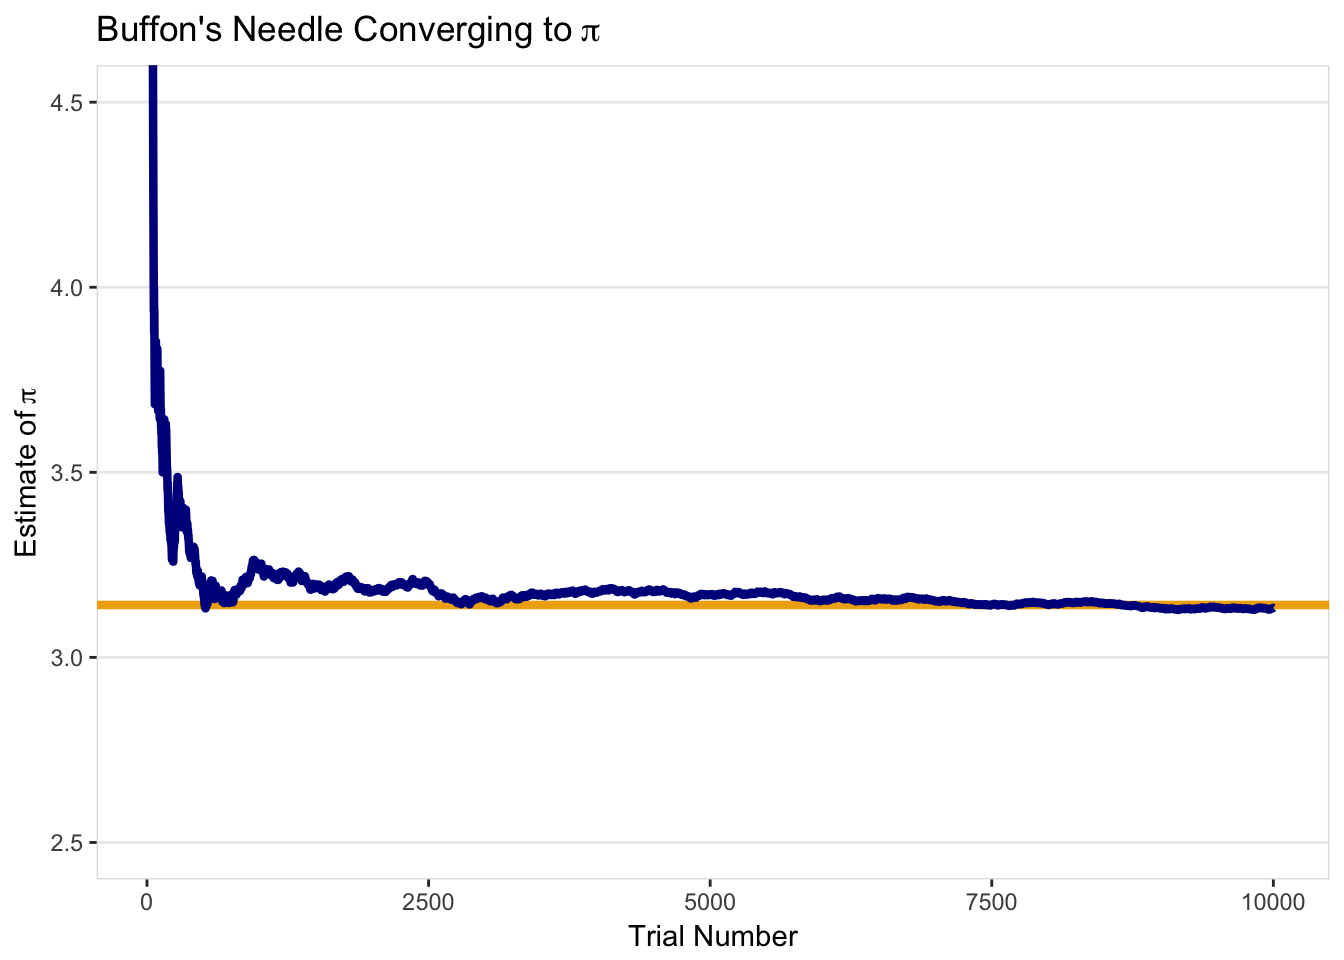 Buffon's Needle Converging to π
Estimate of π
4.5
4.0
3.5
3.0
2.5
0 2500 5000 7500 10000
Trial Number